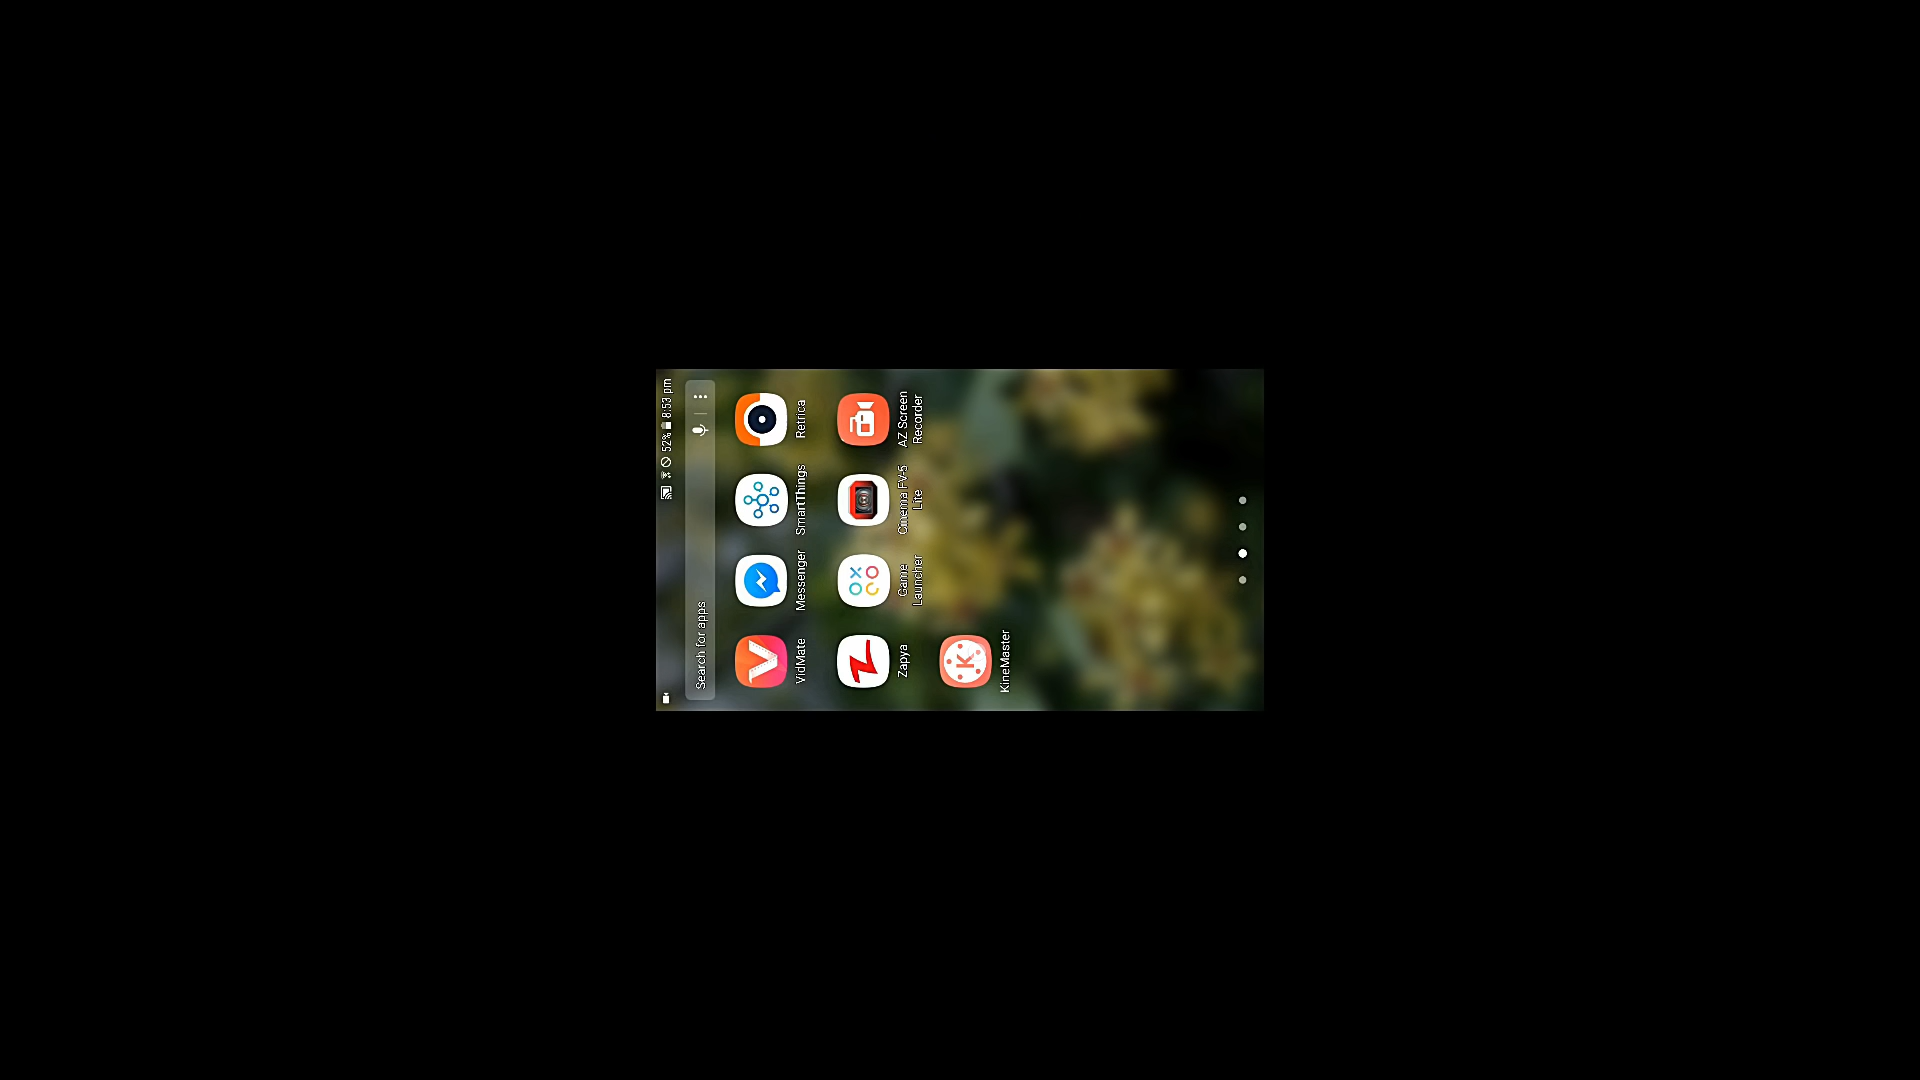 52% 8:53 pm
Search for apps
VidMate
Messenger
SmartThings
Retrica
Zapya
Game
Launcher
Cinema FV-5
Lite
AZ Screen
Recorder
KineMaster